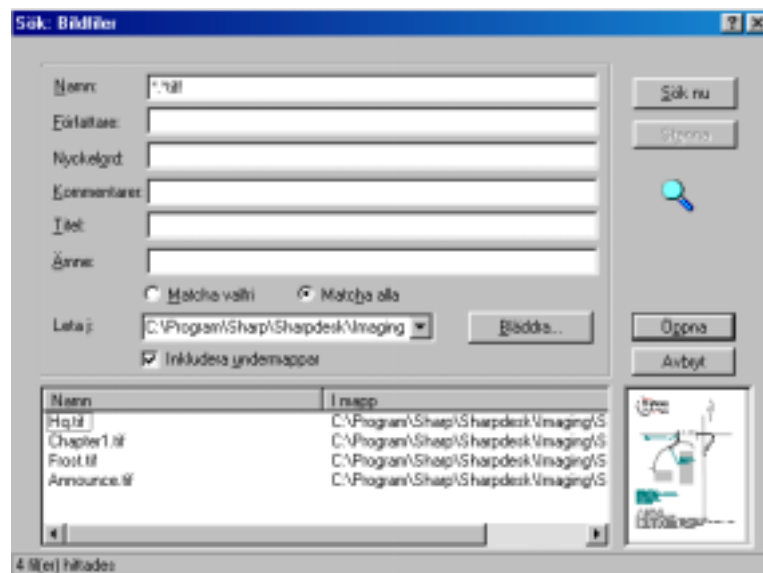 Sök: Bildfiler
Namn: *.*tif
Sök nu
Författare:
Stoppa
Nyckelord:
Kommentarer:
Titel:
Ämne:
Matcha valfri Matcha alla
Leta i: C:\Program\Sharp\Sharpdesk\Imaging Bläddra... Öppna
Inkludera undermappar Avbryt
Namn I mapp
Hq.tif C:\Program\Sharp\Sharpdesk\Imaging\S
Chapter1.tif C:\Program\Sharp\Sharpdesk\Imaging\S
Frost.tif C:\Program\Sharp\Sharpdesk\Imaging\S
Announce.tif C:\Program\Sharp\Sharpdesk\Imaging\S
4 fil(er) hittades